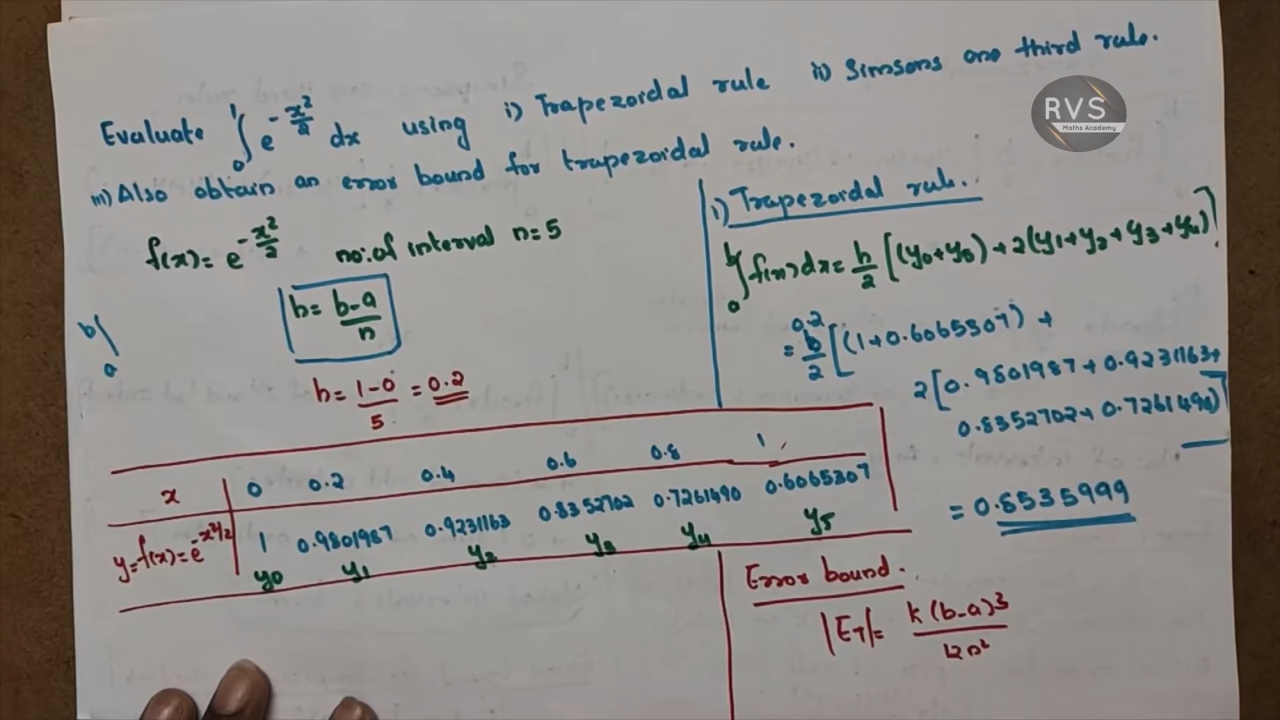 Evaluate ∫₀¹ e^(-x²/2) dx using i) Trapezoidal rule ii) Simsons one third rule.
iii) Also obtain an error bound for trapezoidal rule.
RVS
Maths Academy
f(x) = e^(-x²/2) no. of interval n=5
h = (b-a)/n
b
a
h = (1-0)/5 = 0.2
i) Trapezoidal rule..
∫₀ᵇ f(x) dx = h/2 [(y0+y5) + 2(y1+y2+y3+y4)]
0.2
= h/2 [(1+0.6065307) +
2[0.9801987+0.9231163+
0.8352702+0.7261490)]
= 0.8535999
x 0 0.2 0.4 0.6 0.8 1
y=f(x)=e^(-x²/2) 1 0.9801987 0.9231163 0.8352702 0.7261490 0.6065307
y0 y1 y2 y3 y4 y5
Error bound.
|E_T| = k(b-a)³/12n²